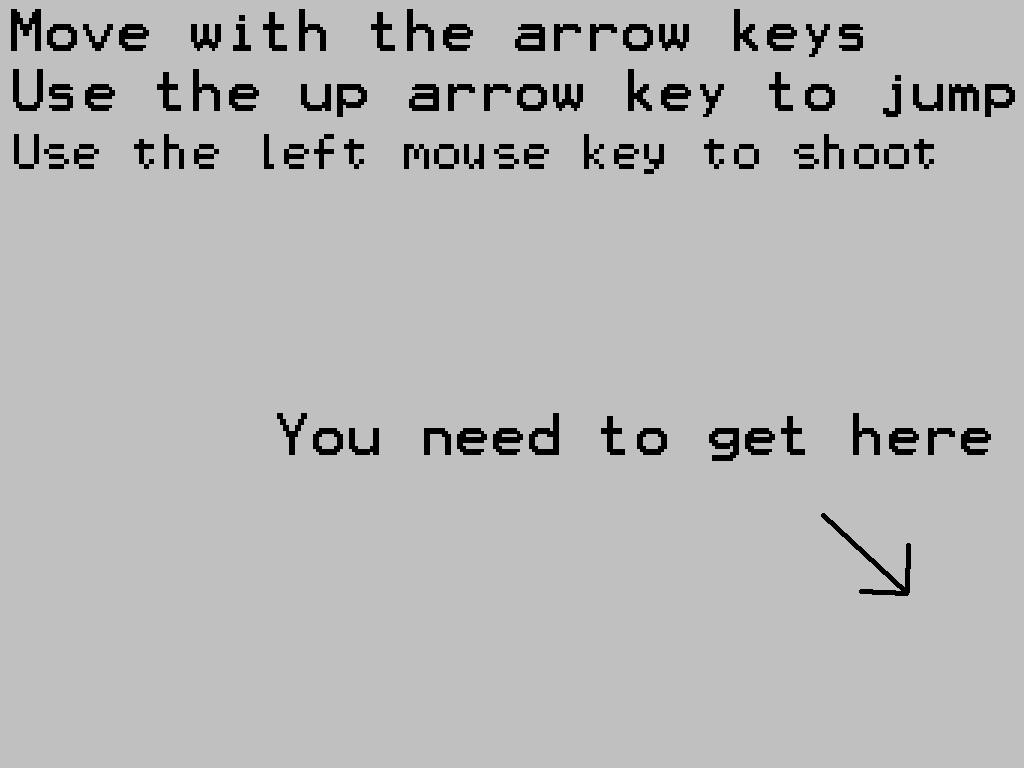 Move with the arrow keys
Use the up arrow key to jump
Use the left mouse key to shoot
You need to get here